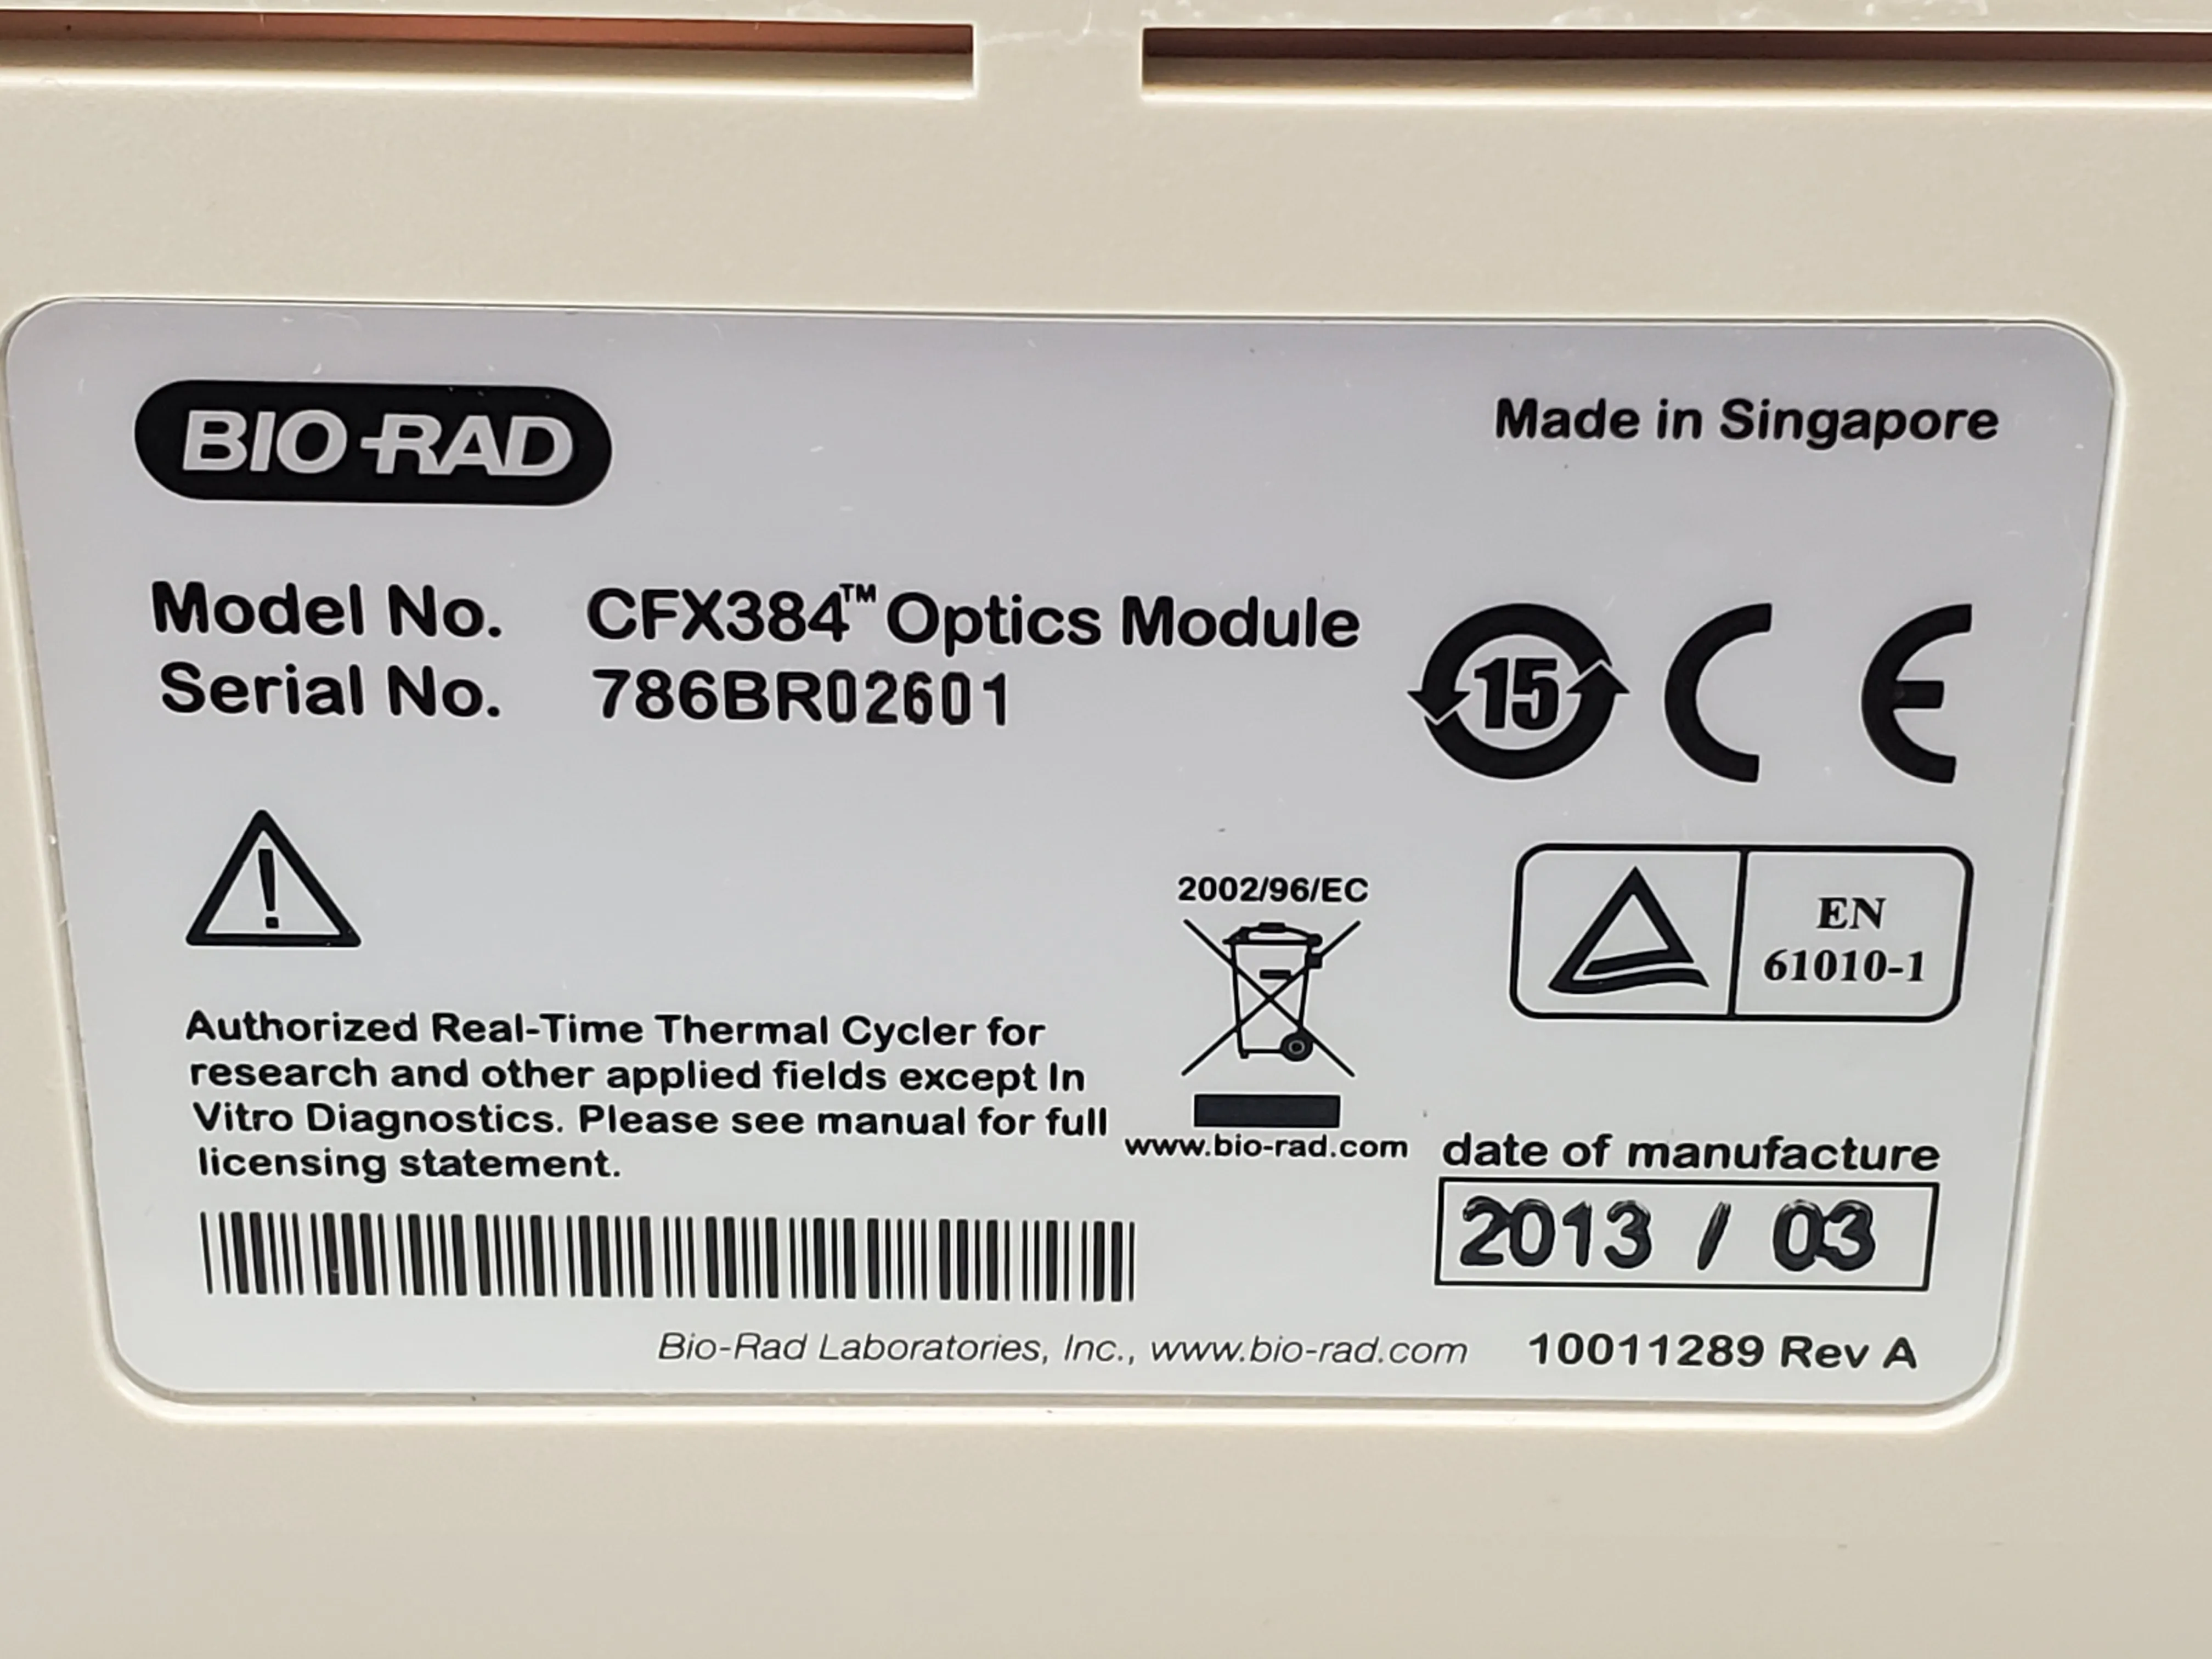 BIO-RAD
Made in Singapore
Model No. CFX384™ Optics Module
Serial No. 786BR02601
15
CE
2002/96/EC
EN
61010-1
Authorized Real-Time Thermal Cycler for
research and other applied fields except In
Vitro Diagnostics. Please see manual for full
licensing statement.
www.bio-rad.com
date of manufacture
2013 / 03
Bio-Rad Laboratories, Inc., www.bio-rad.com
10011289 Rev A